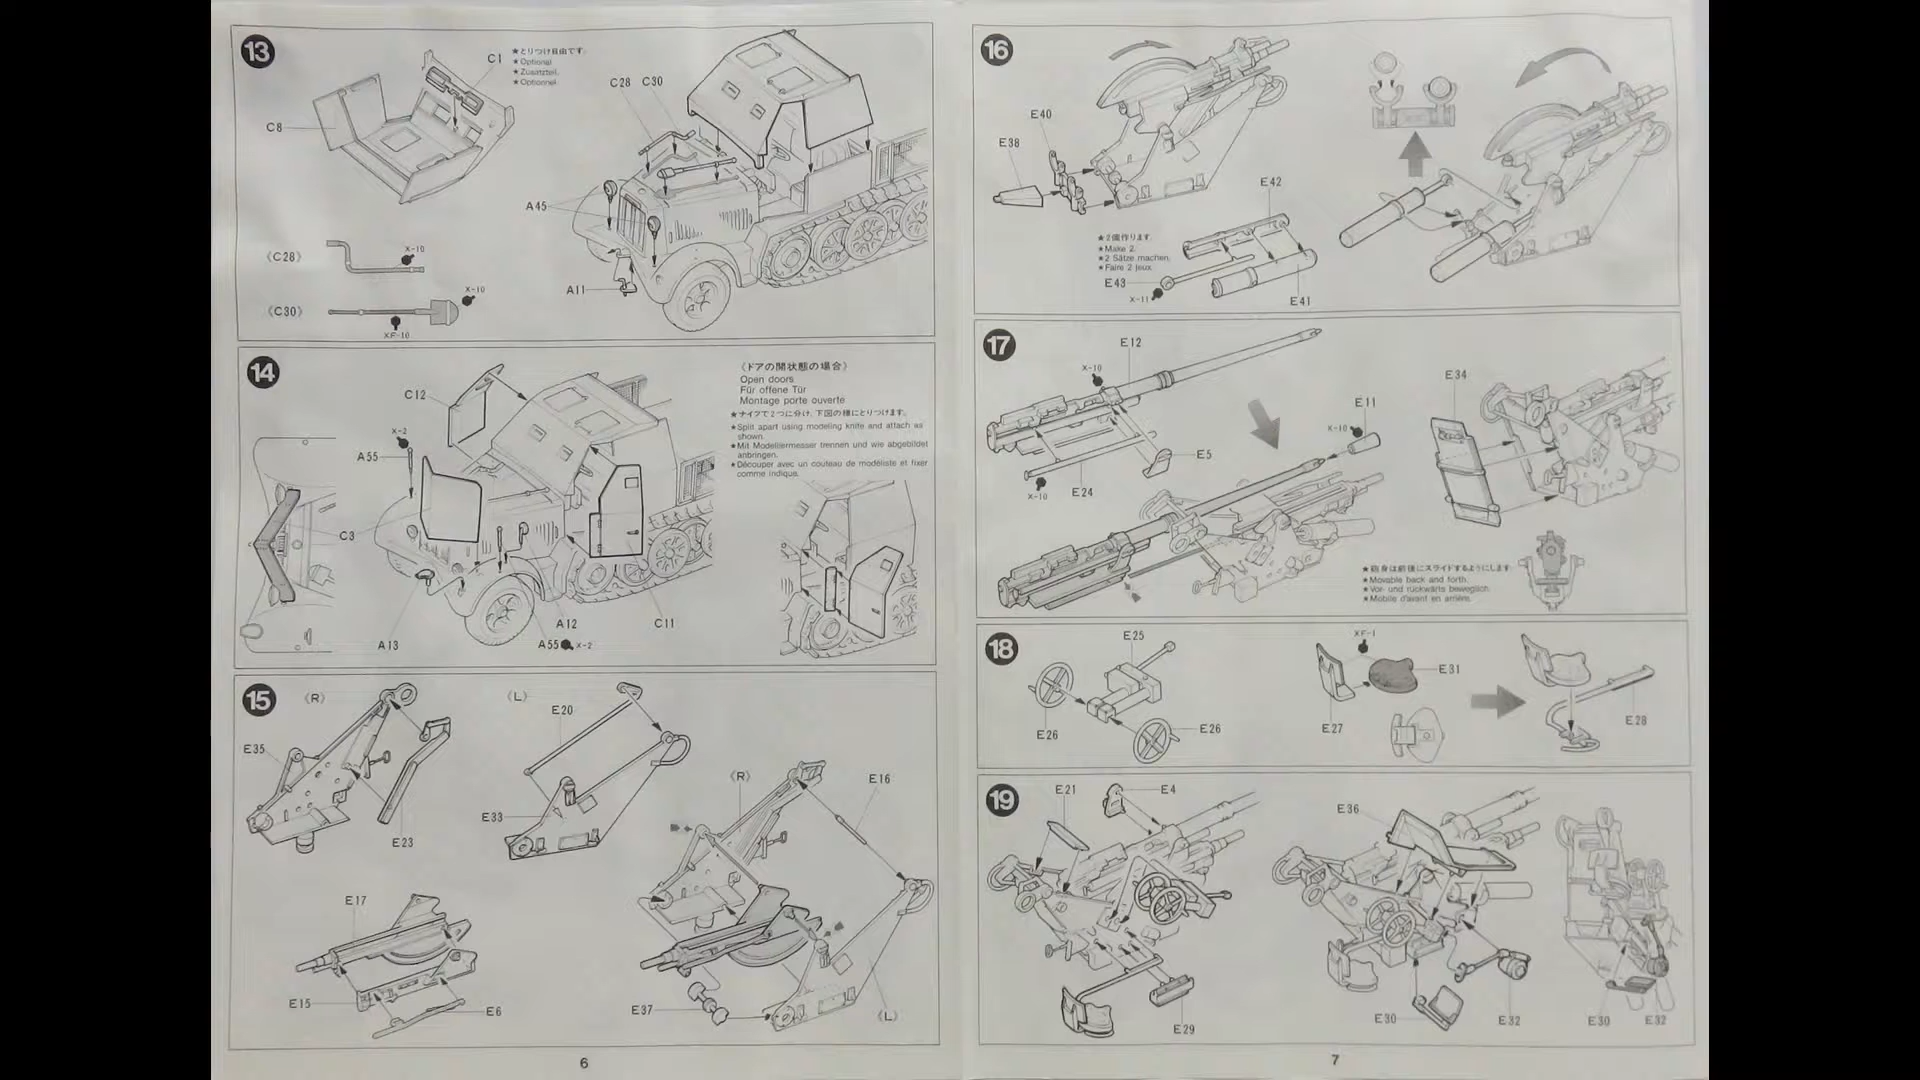 13
C1
★とりつけ自由です。
★Optional
★Zusatzteil.
★Optionnel
C8
C28 C30
A45
A11
《C28》
X-10
《C30》
X-10
XF-10
14
C12
X-2
A55
C3
A13
A12
A55 X-2
C11
《ドアの開状態の場合》
Open doors
Für offene Tür
Montage porte ouverte
★ナイフで2つに分け、下図の様にとりつけます。
★Split apart using modeling knife and attach as
shown.
★Mit Modelliermesser trennen und wie abgebildet
anbringen.
★Découper avec un couteau de modéliste et fixer
comme indique.
15
《R》
E35
E23
《L》
E20
E33
《R》
E16
E17
E15
E6
E37
《L》
6
16
E40
E38
E42
★2個作ります。
★Make 2.
★2 Sätze machen.
★Faire 2 jeux.
E43
X-11
E41
17
E12
X-10
E5
X-10
E24
E11
X-10
E34
★砲身は前後にスライドするようにします。
★Movable back and forth.
★Vor- und rückwärts beweglich.
★Mobile d'avant en arrière.
18
E25
E26
E26
XF-1
E31
E27
E28
19
E21
E4
E29
E36
E30
E32
E30
E32
7